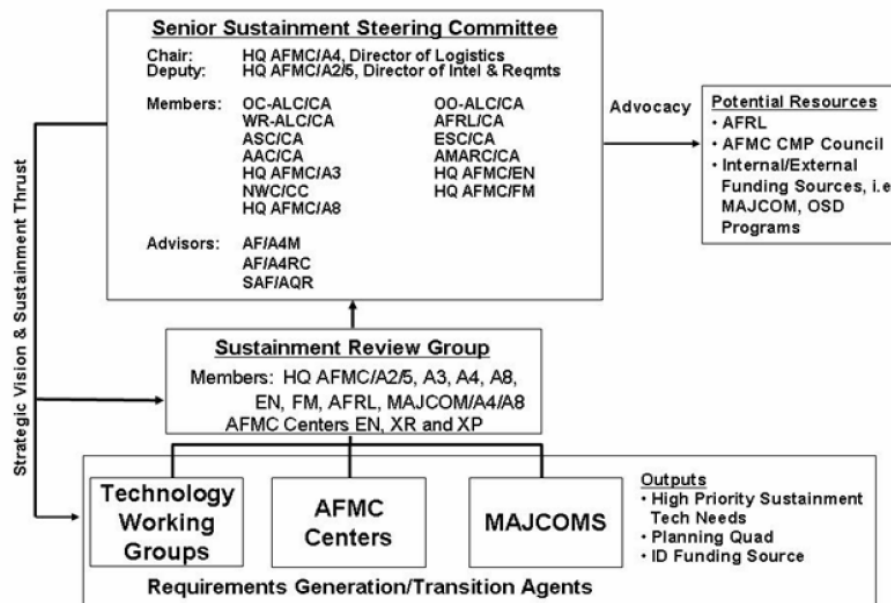 Senior Sustainment Steering Committee
Chair: HQ AFMC/A4, Director of Logistics
Deputy: HQ AFMC/A2/5, Director of Intel & Reqmts
Members: OC-ALC/CA OO-ALC/CA
WR-ALC/CA AFRL/CA
ASC/CA ESC/CA
AAC/CA AMARC/CA
HQ AFMC/A3 HQ AFMC/EN
NWC/CC HQ AFMC/FM
HQ AFMC/A8
Advisors: AF/A4M
AF/A4RC
SAF/AQR
Advocacy
Potential Resources
• AFRL
• AFMC CMP Council
• Internal/External
Funding Sources, i.e
MAJCOM, OSD
Programs
Strategic Vision & Sustainment Thrust
Sustainment Review Group
Members: HQ AFMC/A2/5, A3, A4, A8,
EN, FM, AFRL, MAJCOM/A4/A8
AFMC Centers EN, XR and XP
Technology
Working
Groups
AFMC
Centers
MAJCOMS
Outputs
• High Priority Sustainment
Tech Needs
• Planning Quad
• ID Funding Source
Requirements Generation/Transition Agents